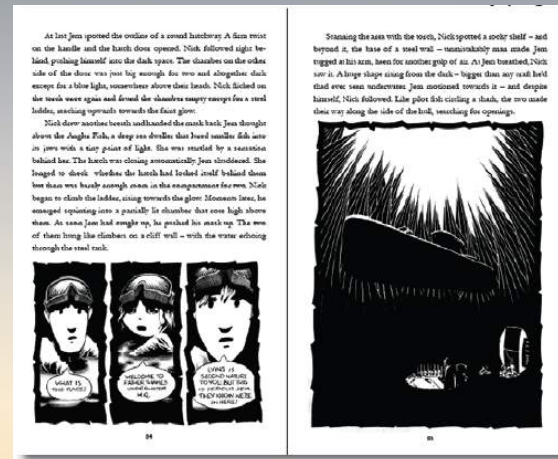 At last Jem spotted the outline of a round hatchway. A firm twist
on the handle and the hatch door opened. Nick followed right be-
hind, pushing himself into the dark space. The chamber on the other
side of the door was just big enough for two and altogether dark
except for a blue light, somewhere above their heads. Nick flicked on
the torch once again and found the chamber empty except for a steel
ladder, reaching upwards towards the faint glow.
Nick drew another breath and handed the mask back. Jem thought
about the Angler Fish, a deep sea dweller that lured smaller fish into
its jaws with a tiny point of light. She was startled by a sensation
behind her. The hatch was closing automatically. Jem shuddered. She
longed to check whether the hatch had locked itself behind them
but there was barely enough room in the compartment for two. Nick
began to climb the ladder, rising towards the glow. Moments later, he
emerged squinting into a partially lit chamber that rose high above
them. As soon Jem had caught up, he pushed his mask up. The two
of them hung like climbers on a cliff wall – with the water echoing
through the steel tank.
WHAT IS
THIS PLACE?
WELCOME TO
FATHER THAMES
H.Q.
LYING IS
SECOND NATURE
TO YOU, BUT THIS
IS JEM.
THEY KNOW WE'RE
IN HERE!
84
Scanning the area with the torch, Nick spotted a rocky shelf – and
beyond it, the base of a steel wall – unmistakably man made. Jem
tugged at his arm, keen for another gulp of air. As Jem breathed, Nick
saw it. A huge shape rising from the dark – bigger than any craft he'd
ever seen underwater. Jem motioned towards it – and despite
himself, Nick followed. Like pilot fish circling a shark, the two made
their way along the side of the hull, searching for openings.